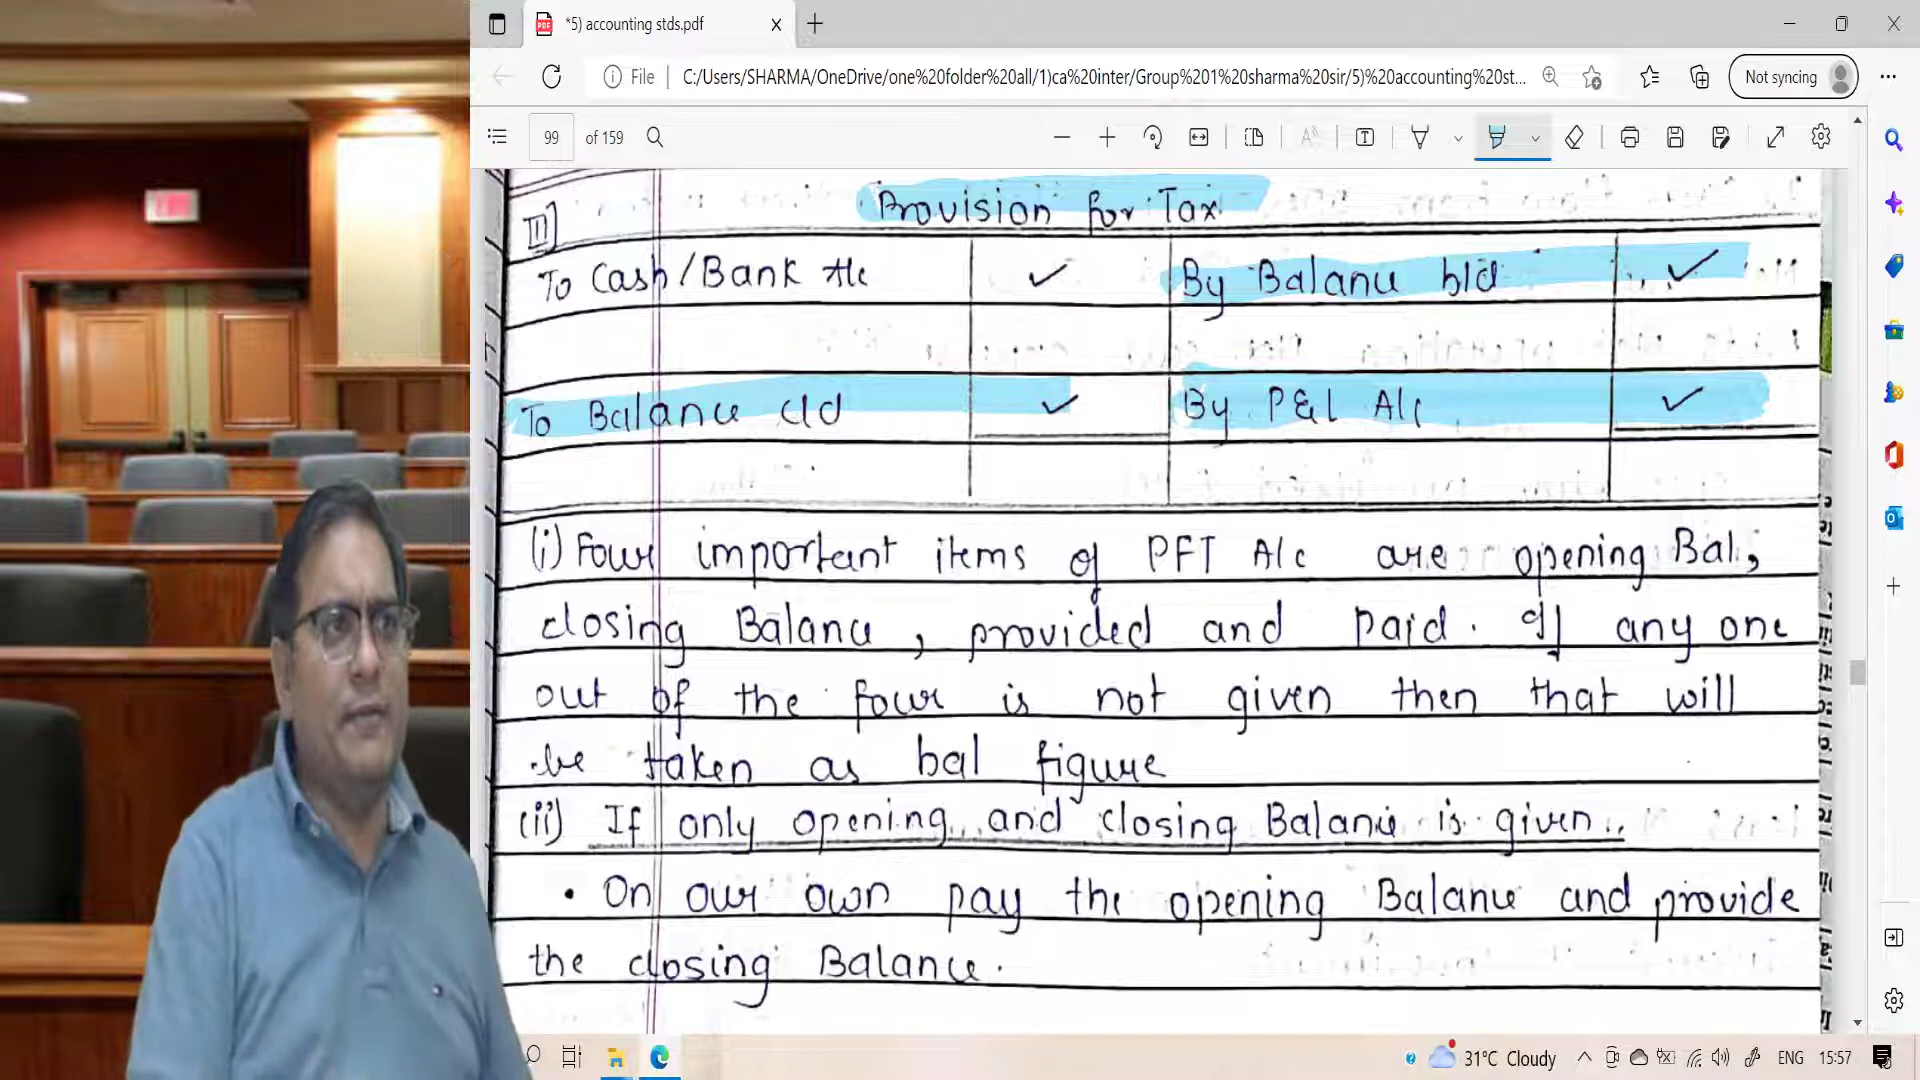 *5) accounting stds.pdf
File
C:/Users/SHARMA/OneDrive/one%20folder%20all/1)ca%20inter/Group%201%20sharma%20sir/5)%20accounting%20st...
Not syncing
99 of 159
III] Provision for Tax
To Cash/Bank A/c ✓ By Balance b/d ✓
To Balance c/d ✓ By P&L A/c ✓
(i) Four important items of PFT A/c are opening Bal,
closing Balance, provided and paid. If any one
out of the four is not given then that will
be taken as bal figure
(ii) If only opening and closing Balance is given.
• On our own pay the opening Balance and provide
the closing Balance.
31°C Cloudy
ENG
15:57